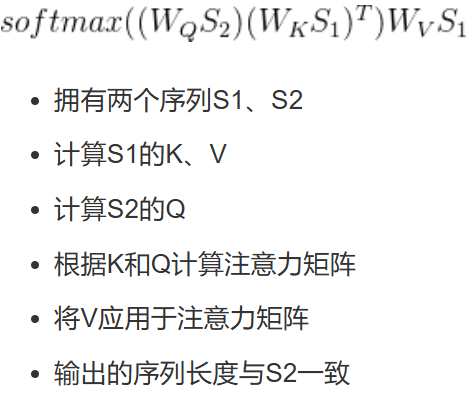 softmax((W_Q S_2)(W_K S_1)^T)W_V S_1
• 拥有两个序列S1、S2
• 计算S1的K、V
• 计算S2的Q
• 根据K和Q计算注意力矩阵
• 将V应用于注意力矩阵
• 输出的序列长度与S2一致